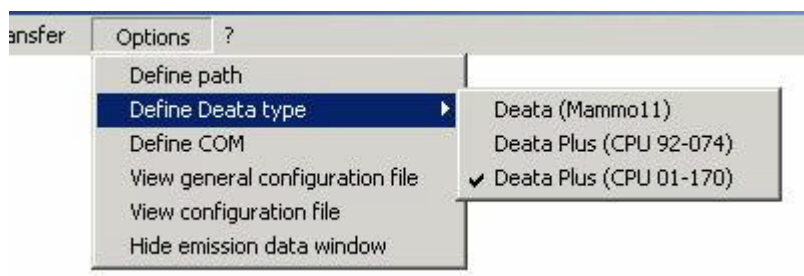 ansfer Options ?
Define path
Define Deata type
Define COM
View general configuration file
View configuration file
Hide emission data window
Deata (Mammo11)
Deata Plus (CPU 92-074)
Deata Plus (CPU 01-170)